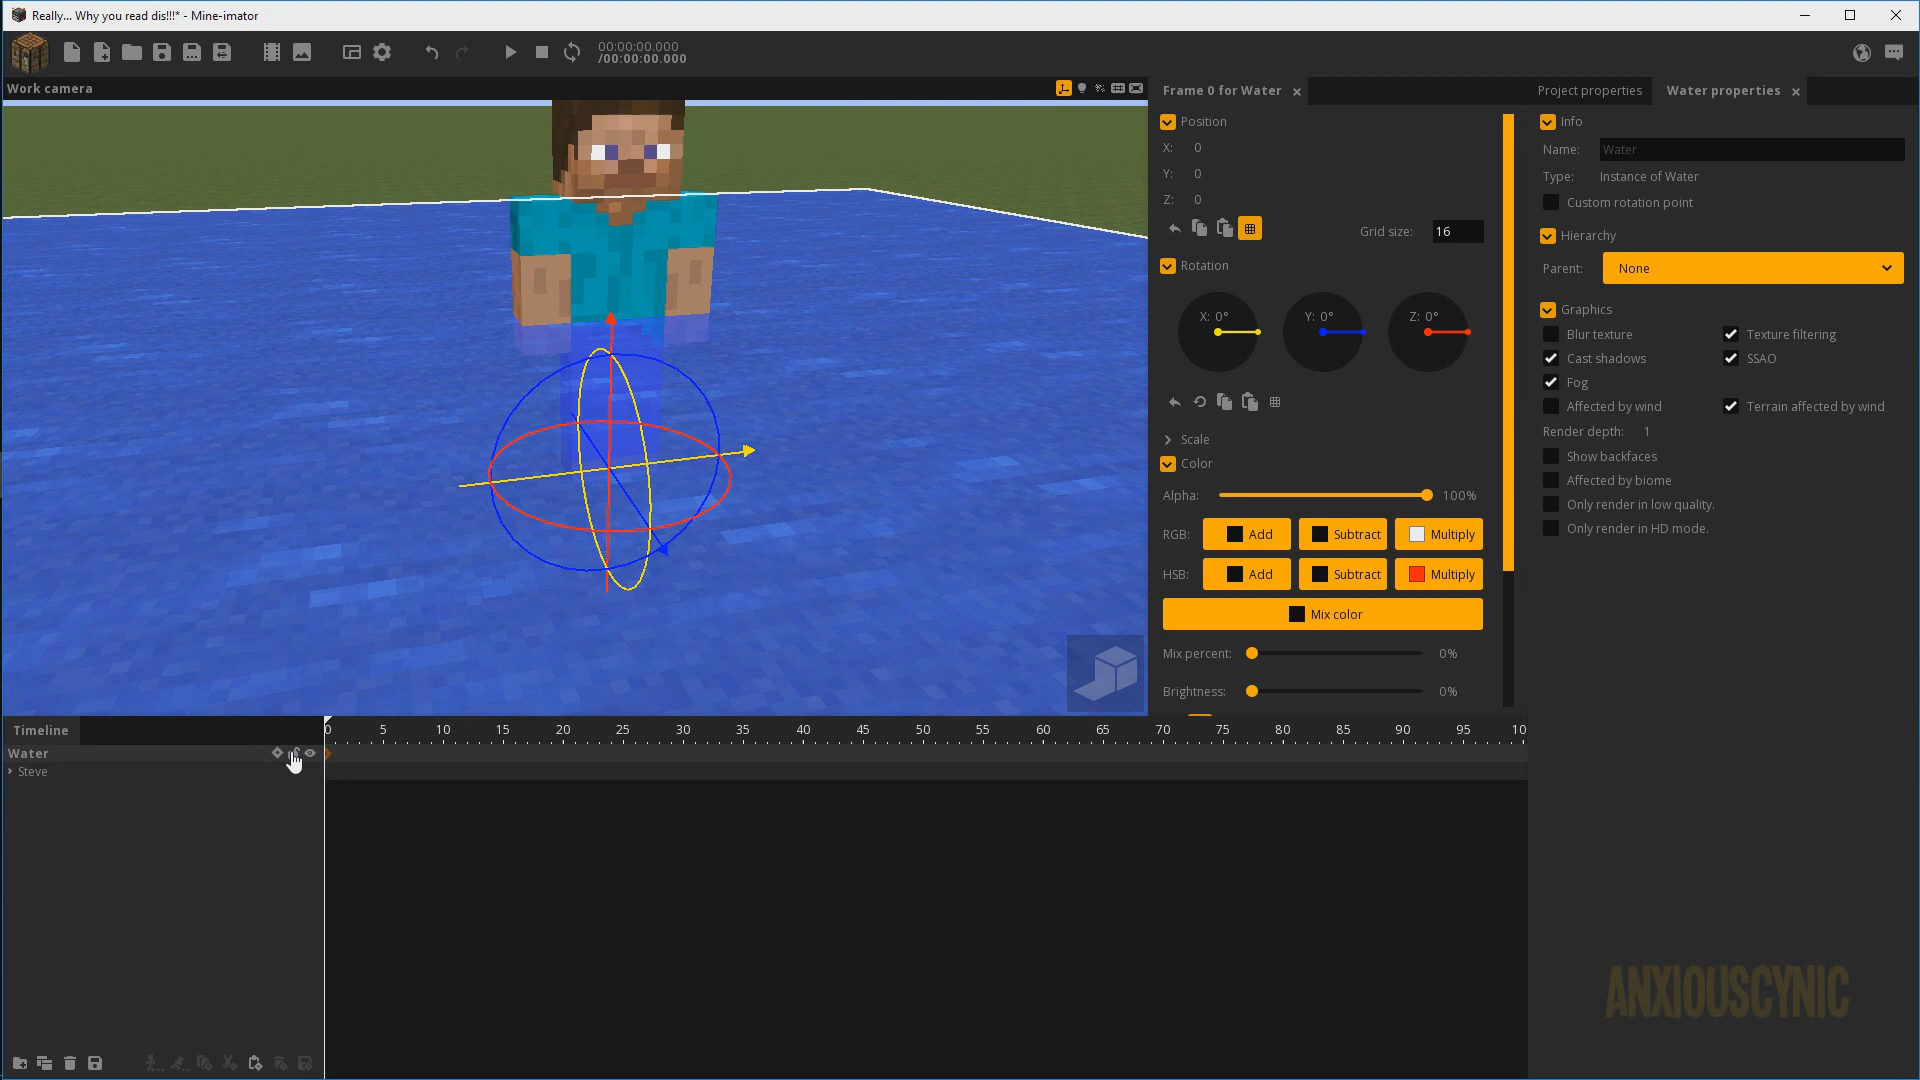 Really... Why you read dis!!!* - Mine-imator
00:00:00.000
/00:00:00.000
Work camera
Frame 0 for Water
Position
X: 0
Y: 0
Z: 0
Grid size: 16
Rotation
X: 0°
Y: 0°
Z: 0°
Scale
Color
Alpha: 100%
RGB: Add Subtract Multiply
HSB: Add Subtract Multiply
Mix color
Mix percent: 0%
Brightness: 0%
Project properties
Water properties
Info
Name: Water
Type: Instance of Water
Custom rotation point
Hierarchy
Parent: None
Graphics
Blur texture
Texture filtering
Cast shadows
SSAO
Fog
Affected by wind
Terrain affected by wind
Render depth: 1
Show backfaces
Affected by biome
Only render in low quality.
Only render in HD mode.
Timeline
0 5 10 15 20 25 30 35 40 45 50 55 60 65 70 75 80 85 90 95 10
Water
Steve
ANXIOUSCYNIC